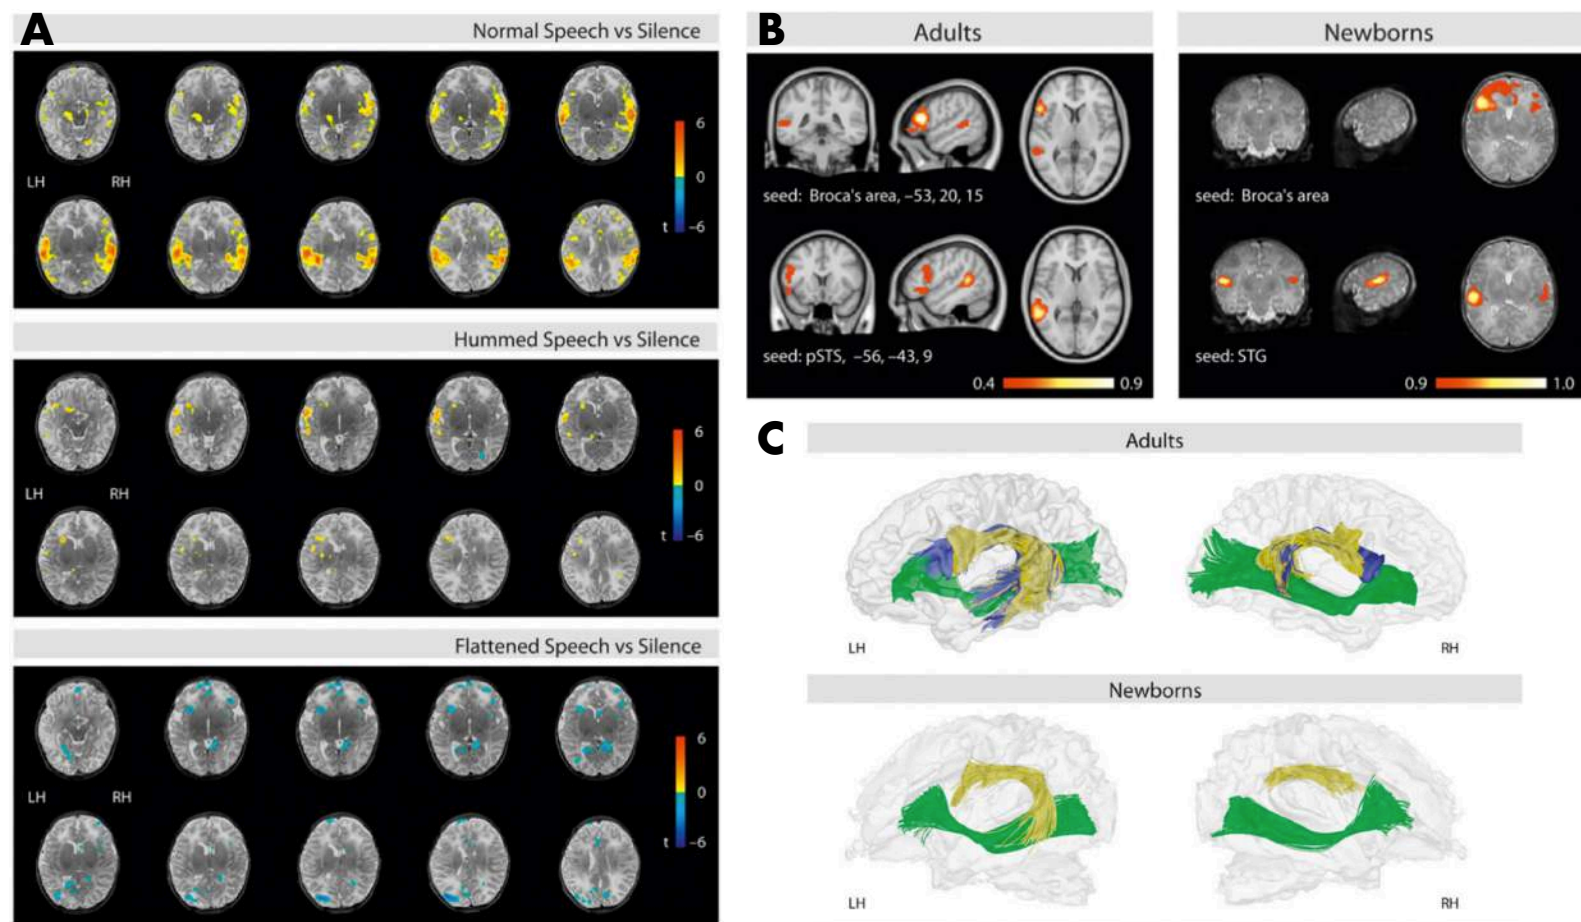 A
Normal Speech vs Silence
LH RH
6
0
t −6
Hummed Speech vs Silence
LH RH
6
0
t −6
Flattened Speech vs Silence
LH RH
6
0
t −6
B
Adults
seed: Broca's area, −53, 20, 15
seed: pSTS, −56, −43, 9
0.4 0.9
Newborns
seed: Broca's area
seed: STG
0.9 1.0
C
Adults
LH RH
Newborns
LH RH